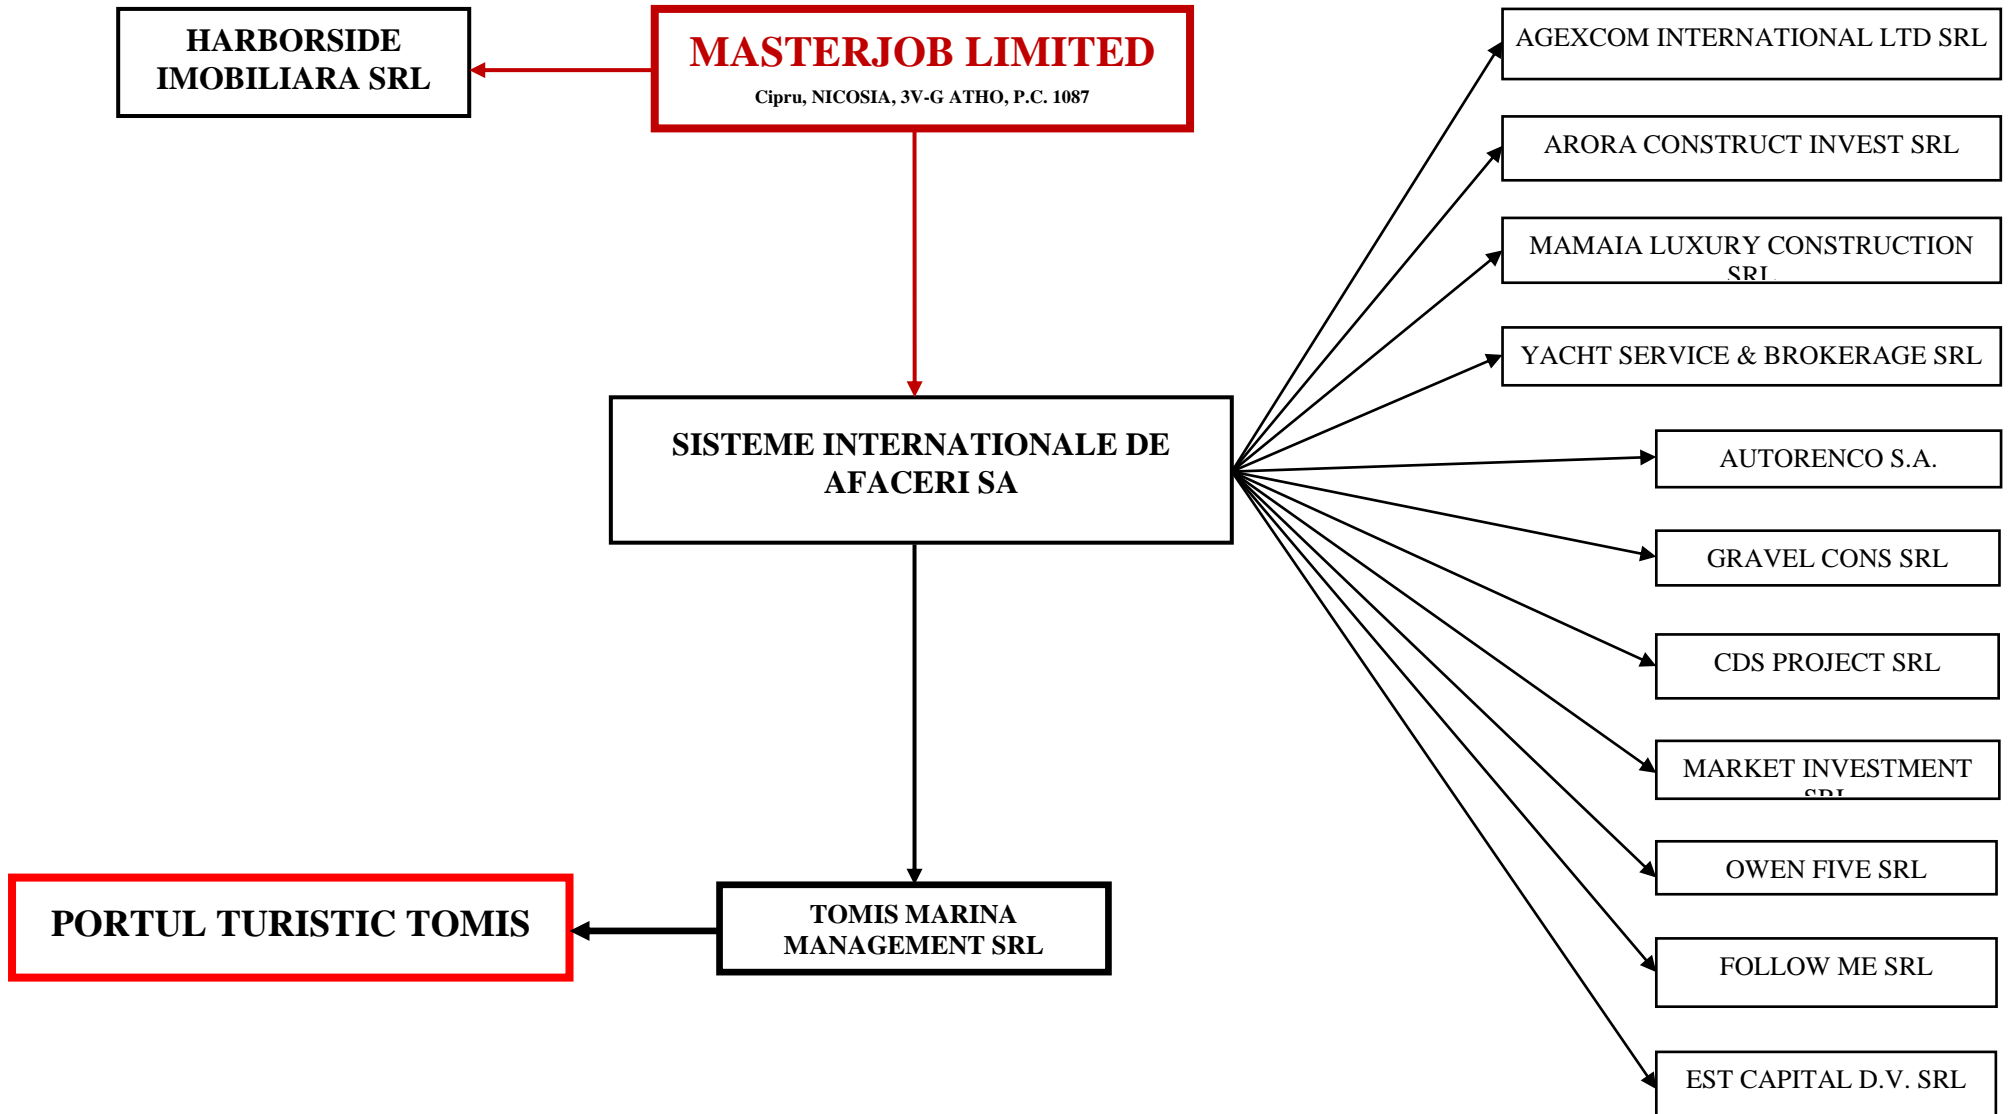 HARBORSIDE
IMOBILIARA SRL
MASTERJOB LIMITED
Cipru, NICOSIA, 3V-G ATHO, P.C. 1087
AGEXCOM INTERNATIONAL LTD SRL
ARORA CONSTRUCT INVEST SRL
MAMAIA LUXURY CONSTRUCTION
SRL
YACHT SERVICE & BROKERAGE SRL
SISTEME INTERNATIONALE DE
AFACERI SA
AUTORENCO S.A.
GRAVEL CONS SRL
CDS PROJECT SRL
MARKET INVESTMENT
SRL
OWEN FIVE SRL
PORTUL TURISTIC TOMIS
TOMIS MARINA
MANAGEMENT SRL
FOLLOW ME SRL
EST CAPITAL D.V. SRL